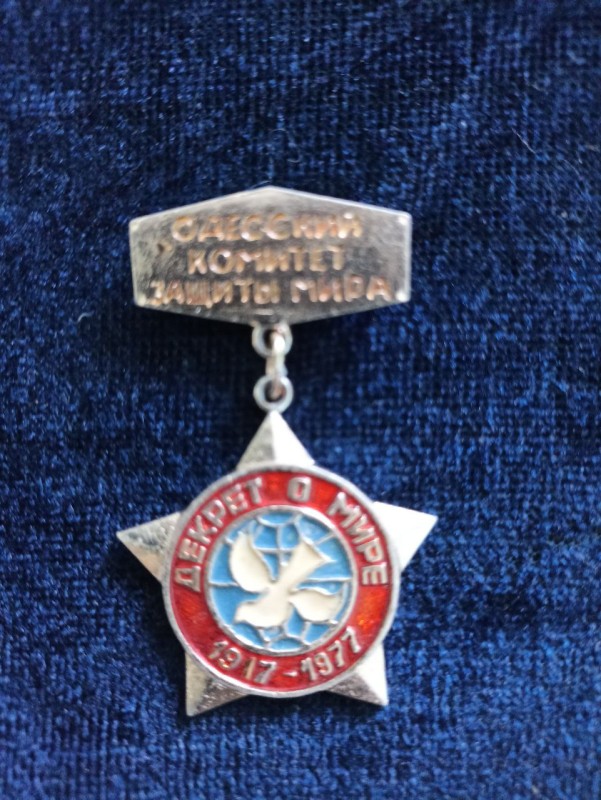 ОДЕССКИЙ
КОМИТЕТ
ЗАЩИТЫ МИРА
ДЕКРЕТ О МИРЕ
1917-1977